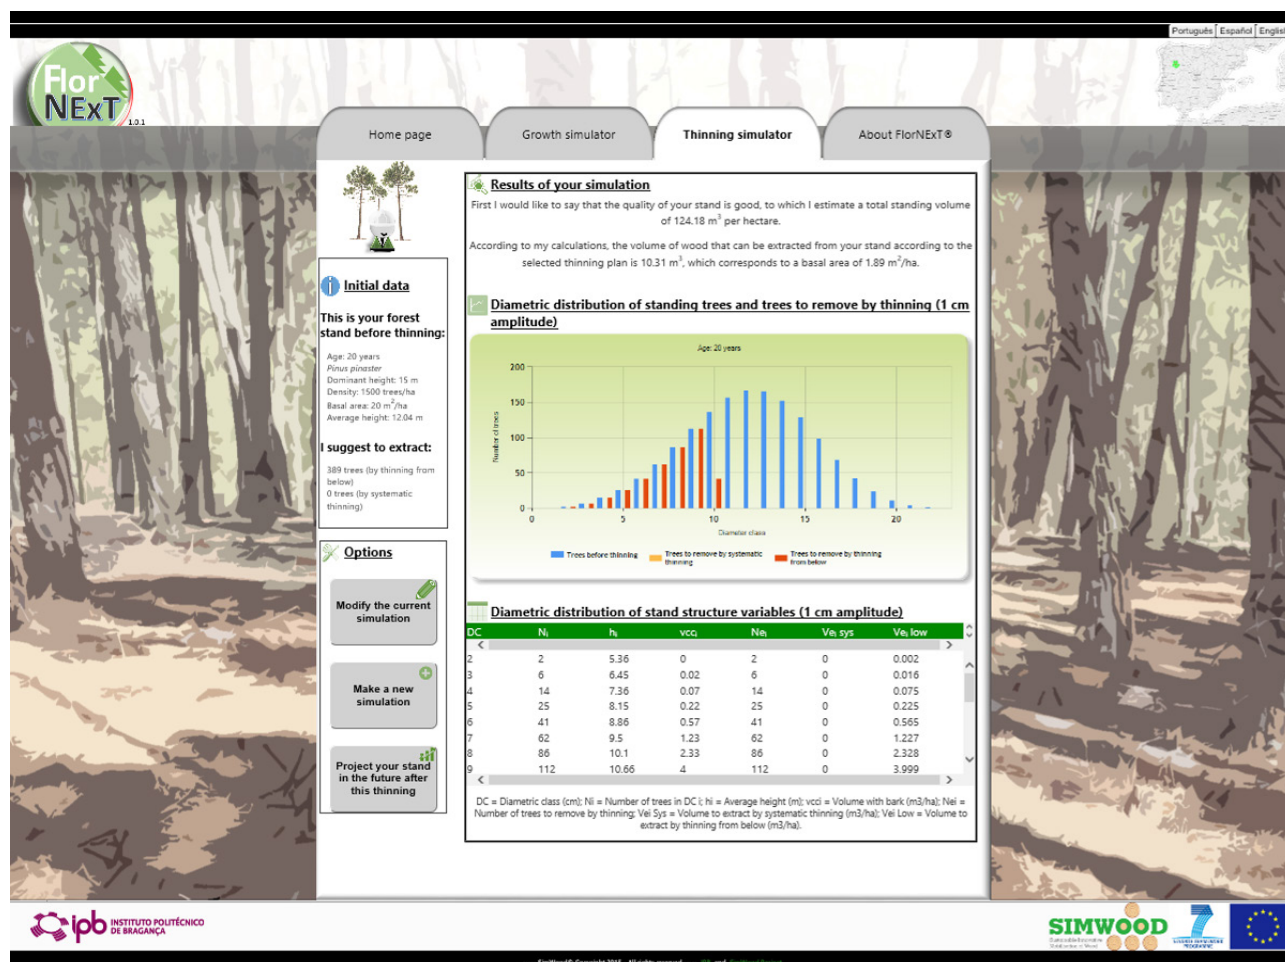 Português Español English
Flor
NExT
1.0.1
Home page
Growth simulator
Thinning simulator
About FlorNExT®
Results of your simulation
First I would like to say that the quality of your stand is good, to which I estimate a total standing volume
of 124.18 m³ per hectare.
According to my calculations, the volume of wood that can be extracted from your stand according to the
selected thinning plan is 10.31 m³, which corresponds to a basal area of 1.89 m²/ha.
Initial data
This is your forest
stand before thinning:
Age: 20 years
Pinus pinaster
Dominant height: 15 m
Density: 1500 trees/ha
Basal area: 20 m²/ha
Average height: 12.04 m
I suggest to extract:
389 trees (by thinning from
below)
0 trees (by systematic
thinning)
Options
Modify the current
simulation
Make a new
simulation
Project your stand
in the future after
this thinning
Diametric distribution of standing trees and trees to remove by thinning (1 cm
amplitude)
Age: 20 years
Number of trees
200
150
100
50
0
0 5 10 15 20
Diameter class
Trees before thinning
Trees to remove by systematic
thinning
Trees to remove by thinning
from below
Diametric distribution of stand structure variables (1 cm amplitude)
DC Nᵢ hᵢ vccᵢ Neᵢ Veᵢ sys Veᵢ low
2 2 5.36 0 2 0 0.002
3 6 6.45 0.02 6 0 0.016
4 14 7.36 0.07 14 0 0.075
5 25 8.15 0.22 25 0 0.225
6 41 8.86 0.57 41 0 0.565
7 62 9.5 1.23 62 0 1.227
8 86 10.1 2.33 86 0 2.328
9 112 10.66 4 112 0 3.999
DC = Diametric class (cm); Ni = Number of trees in DC i; hi = Average height (m); vcci = Volume with bark (m3/ha); Nei =
Number of trees to remove by thinning; Vei Sys = Volume to extract by systematic thinning (m3/ha); Vei Low = Volume to
extract by thinning from below (m3/ha).
ipb INSTITUTO POLITÉCNICO
DE BRAGANÇA
SIMWOOD